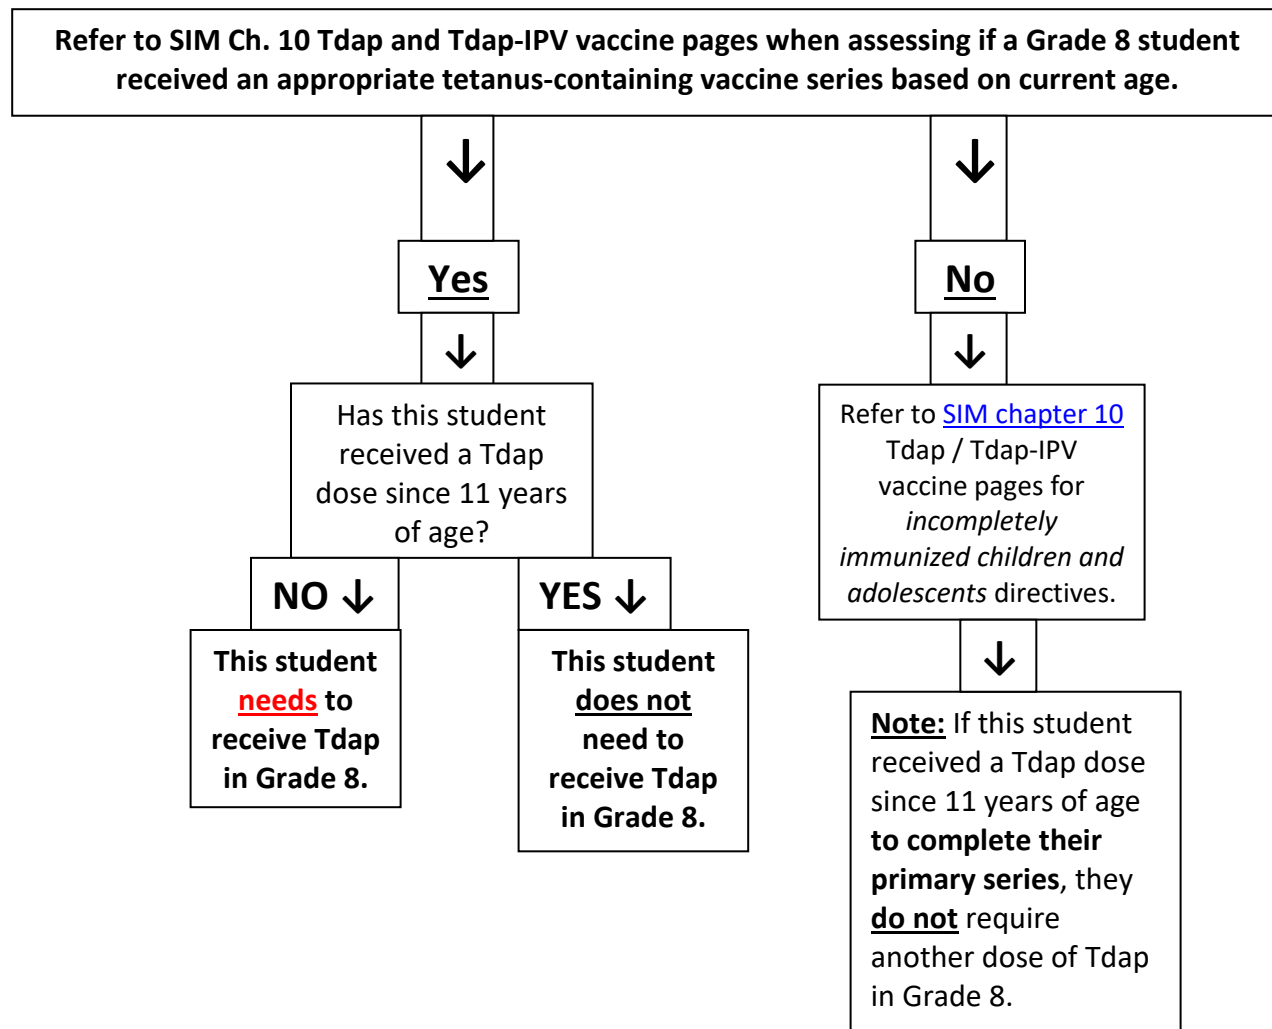 Refer to SIM Ch. 10 Tdap and Tdap-IPV vaccine pages when assessing if a Grade 8 student
received an appropriate tetanus-containing vaccine series based on current age.
↓
↓
Yes
No
↓
↓
Has this student
received a Tdap
dose since 11 years
of age?
Refer to SIM chapter 10
Tdap / Tdap-IPV
vaccine pages for
incompletely
immunized children and
adolescents directives.
NO ↓
YES ↓
This student
needs to
receive Tdap
in Grade 8.
This student
does not
need to
receive Tdap
in Grade 8.
↓
Note: If this student
received a Tdap dose
since 11 years of age
to complete their
primary series, they
do not require
another dose of Tdap
in Grade 8.